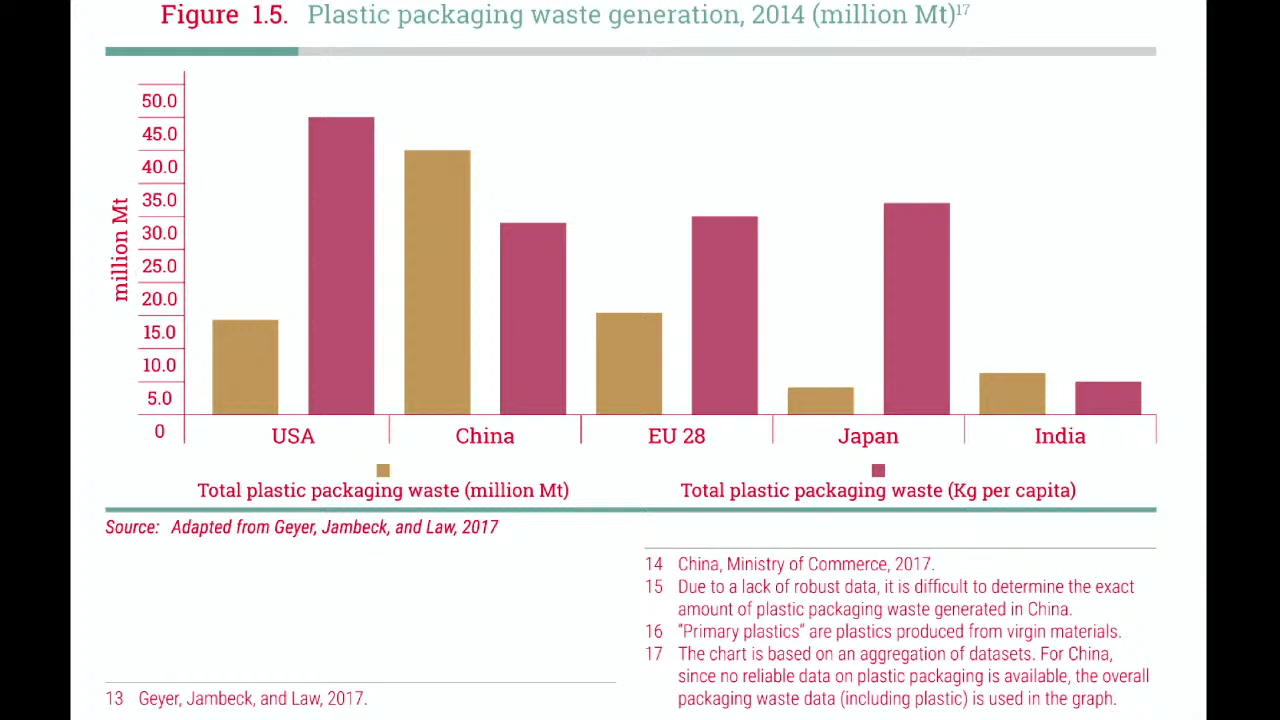 Figure 1.5. Plastic packaging waste generation, 2014 (million Mt)17
million Mt
50.0
45.0
40.0
35.0
30.0
25.0
20.0
15.0
10.0
5.0
0
USA
China
EU 28
Japan
India
Total plastic packaging waste (million Mt)
Total plastic packaging waste (Kg per capita)
Source: Adapted from Geyer, Jambeck, and Law, 2017
13 Geyer, Jambeck, and Law, 2017.
14 China, Ministry of Commerce, 2017.
15 Due to a lack of robust data, it is difficult to determine the exact
amount of plastic packaging waste generated in China.
16 "Primary plastics" are plastics produced from virgin materials.
17 The chart is based on an aggregation of datasets. For China,
since no reliable data on plastic packaging is available, the overall
packaging waste data (including plastic) is used in the graph.